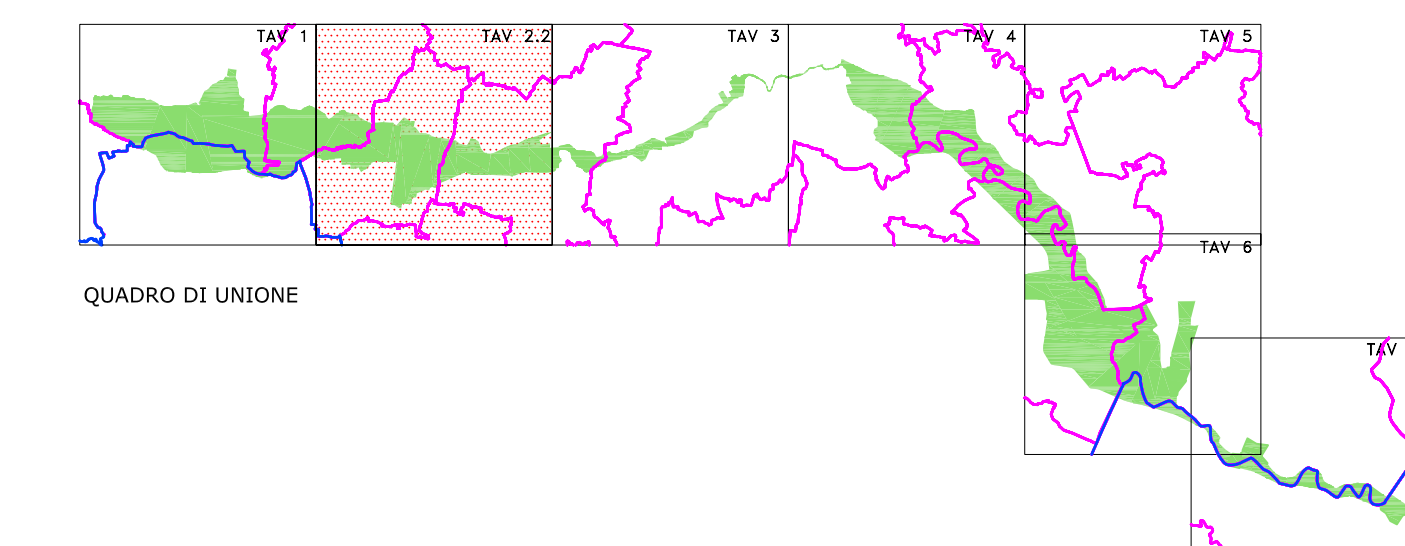 TAV 1
TAV 2.2
TAV 3
TAV 4
TAV 5
TAV 6
QUADRO DI UNIONE
TAV